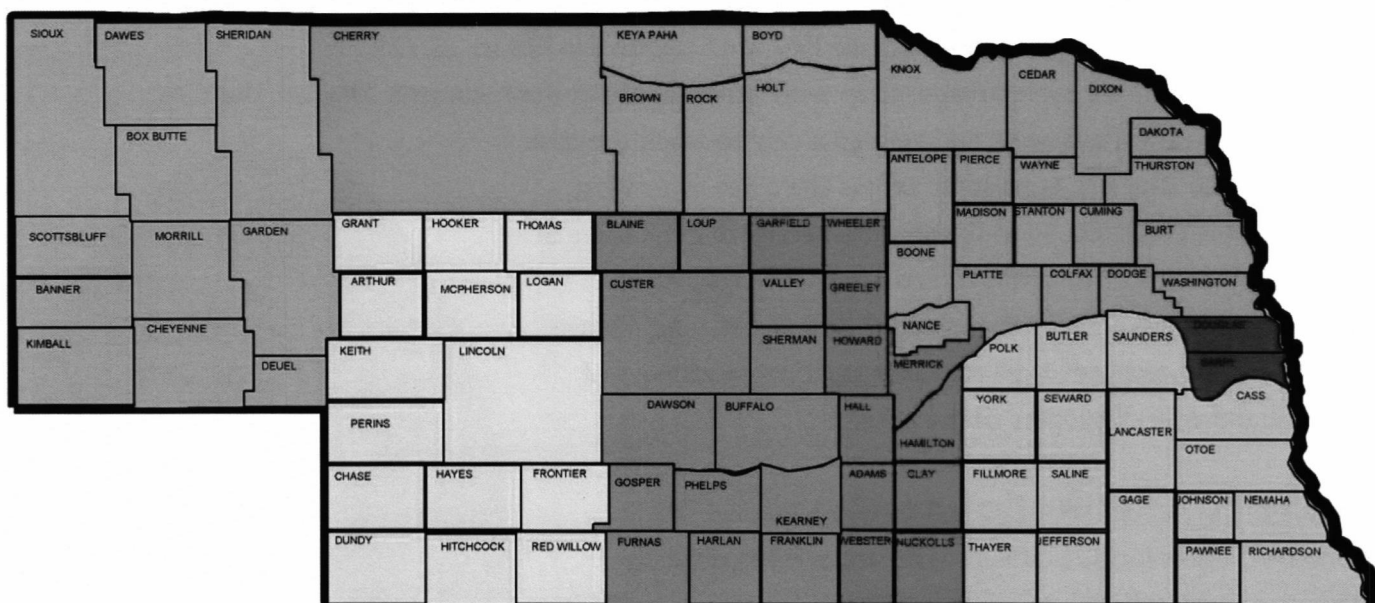 SIOUX
DAWES
SHERIDAN
CHERRY
KEYA PAHA
BOYD
KNOX
CEDAR
DIXON
DAKOTA
BOX BUTTE
BROWN
ROCK
HOLT
ANTELOPE
PIERCE
WAYNE
THURSTON
SCOTTSBLUFF
MORRILL
GARDEN
GRANT
HOOKER
THOMAS
BLAINE
LOUP
GARFIELD
WHEELER
BOONE
MADISON
STANTON
CUMING
BURT
BANNER
ARTHUR
MCPHERSON
LOGAN
CUSTER
VALLEY
GREELEY
PLATTE
COLFAX
DODGE
WASHINGTON
KIMBALL
CHEYENNE
DEUEL
KEITH
LINCOLN
SHERMAN
HOWARD
NANCE
MERRICK
POLK
BUTLER
SAUNDERS
DOUGLAS
SARPY
CASS
PERINS
DAWSON
BUFFALO
HALL
HAMILTON
YORK
SEWARD
LANCASTER
OTOE
CHASE
HAYES
FRONTIER
GOSPER
PHELPS
KEARNEY
ADAMS
CLAY
FILLMORE
SALINE
GAGE
JOHNSON
NEMAHA
DUNDY
HITCHCOCK
RED WILLOW
FURNAS
HARLAN
FRANKLIN
WEBSTER
NUCKOLLS
THAYER
JEFFERSON
PAWNEE
RICHARDSON